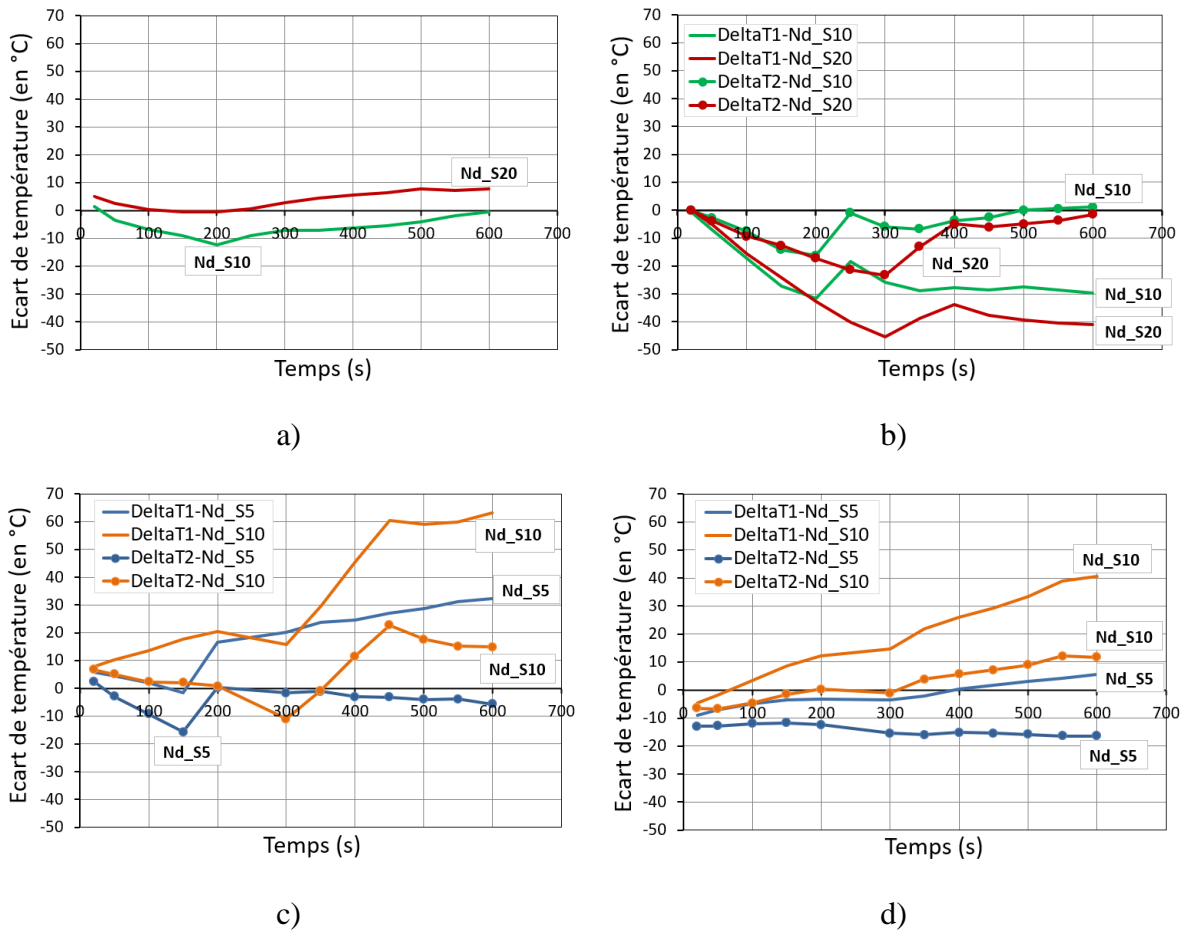 Ecart de température (en °C)
70
60
50
40
30
20
10
0
-10
-20
-30
-40
-50
0 100 200 300 400 500 600 700
Nd_S20
Nd_S10
Temps (s)
a)
Ecart de température (en °C)
70
60
50
40
30
20
10
0
-10
-20
-30
-40
-50
DeltaT1-Nd_S10
DeltaT1-Nd_S20
DeltaT2-Nd_S10
DeltaT2-Nd_S20
Nd_S10
0 100 200 300 400 500 600 700
Nd_S20
Nd_S10
Nd_S20
Temps (s)
b)
Ecart de température (en °C)
70
60
50
40
30
20
10
0
-10
-20
-30
-40
-50
DeltaT1-Nd_S5
DeltaT1-Nd_S10
DeltaT2-Nd_S5
DeltaT2-Nd_S10
Nd_S10
Nd_S5
Nd_S10
0 100 200 300 400 500 600 700
Nd_S5
Temps (s)
c)
Ecart de température (en °C)
70
60
50
40
30
20
10
0
-10
-20
-30
-40
-50
DeltaT1-Nd_S5
DeltaT1-Nd_S10
DeltaT2-Nd_S5
DeltaT2-Nd_S10
Nd_S10
Nd_S10
Nd_S5
0 100 200 300 400 500 600 700
Nd_S5
Temps (s)
d)